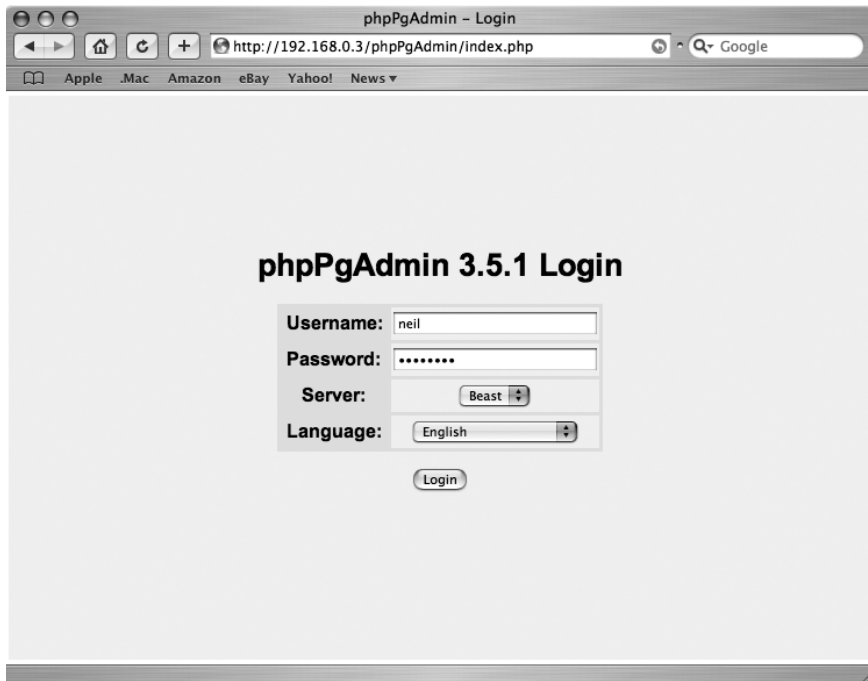 phpPgAdmin – Login
http://192.168.0.3/phpPgAdmin/index.php
Google
Apple .Mac Amazon eBay Yahoo! News
phpPgAdmin 3.5.1 Login
Username: neil
Password: ••••••••
Server: Beast
Language: English
Login